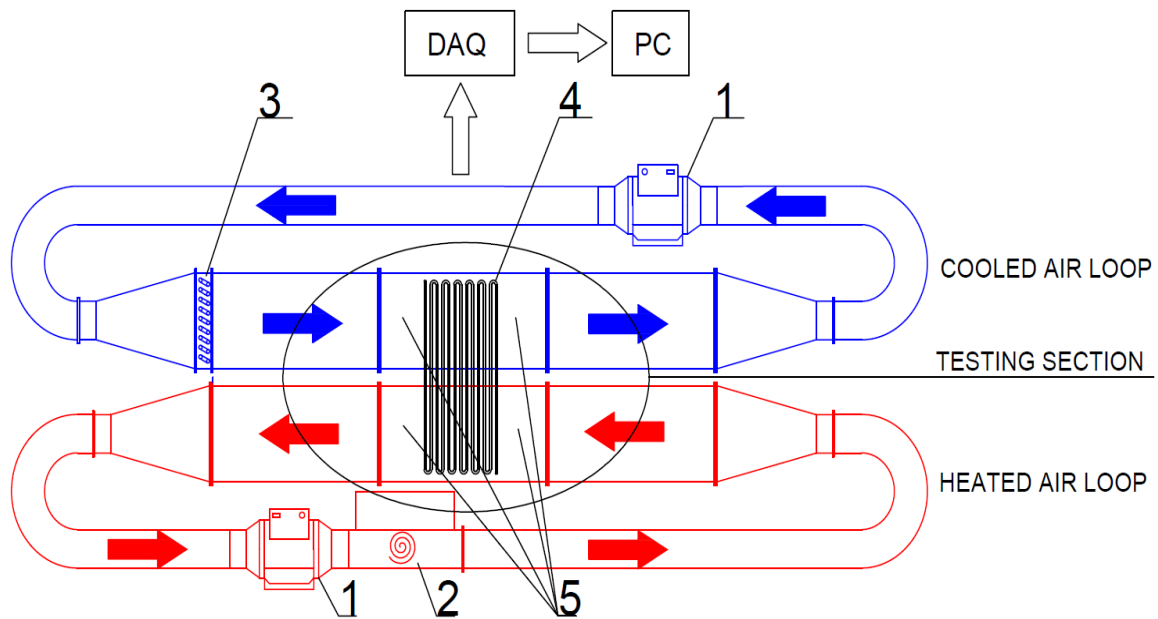 DAQ
PC
3
4
1
COOLED AIR LOOP
TESTING SECTION
HEATED AIR LOOP
1
2
5